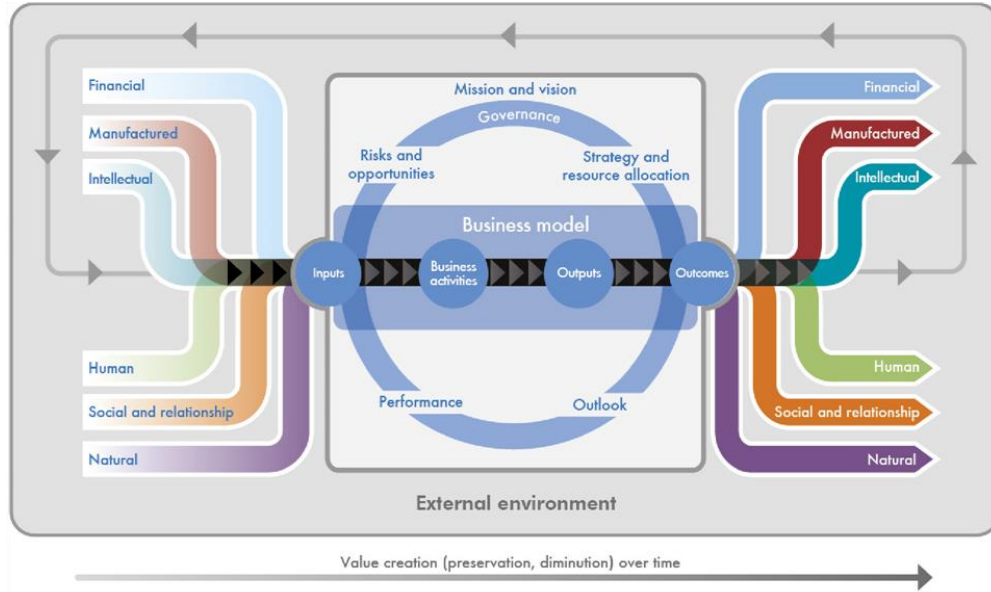 Mission and vision
Governance
Financial
Manufactured
Intellectual
Risks and
opportunities
Strategy and
resource allocation
Financial
Manufactured
Intellectual
Business model
Inputs
Business
activities
Outputs
Outcomes
Human
Social and relationship
Natural
Performance
Outlook
Human
Social and relationship
Natural
External environment
Value creation (preservation, diminution) over time